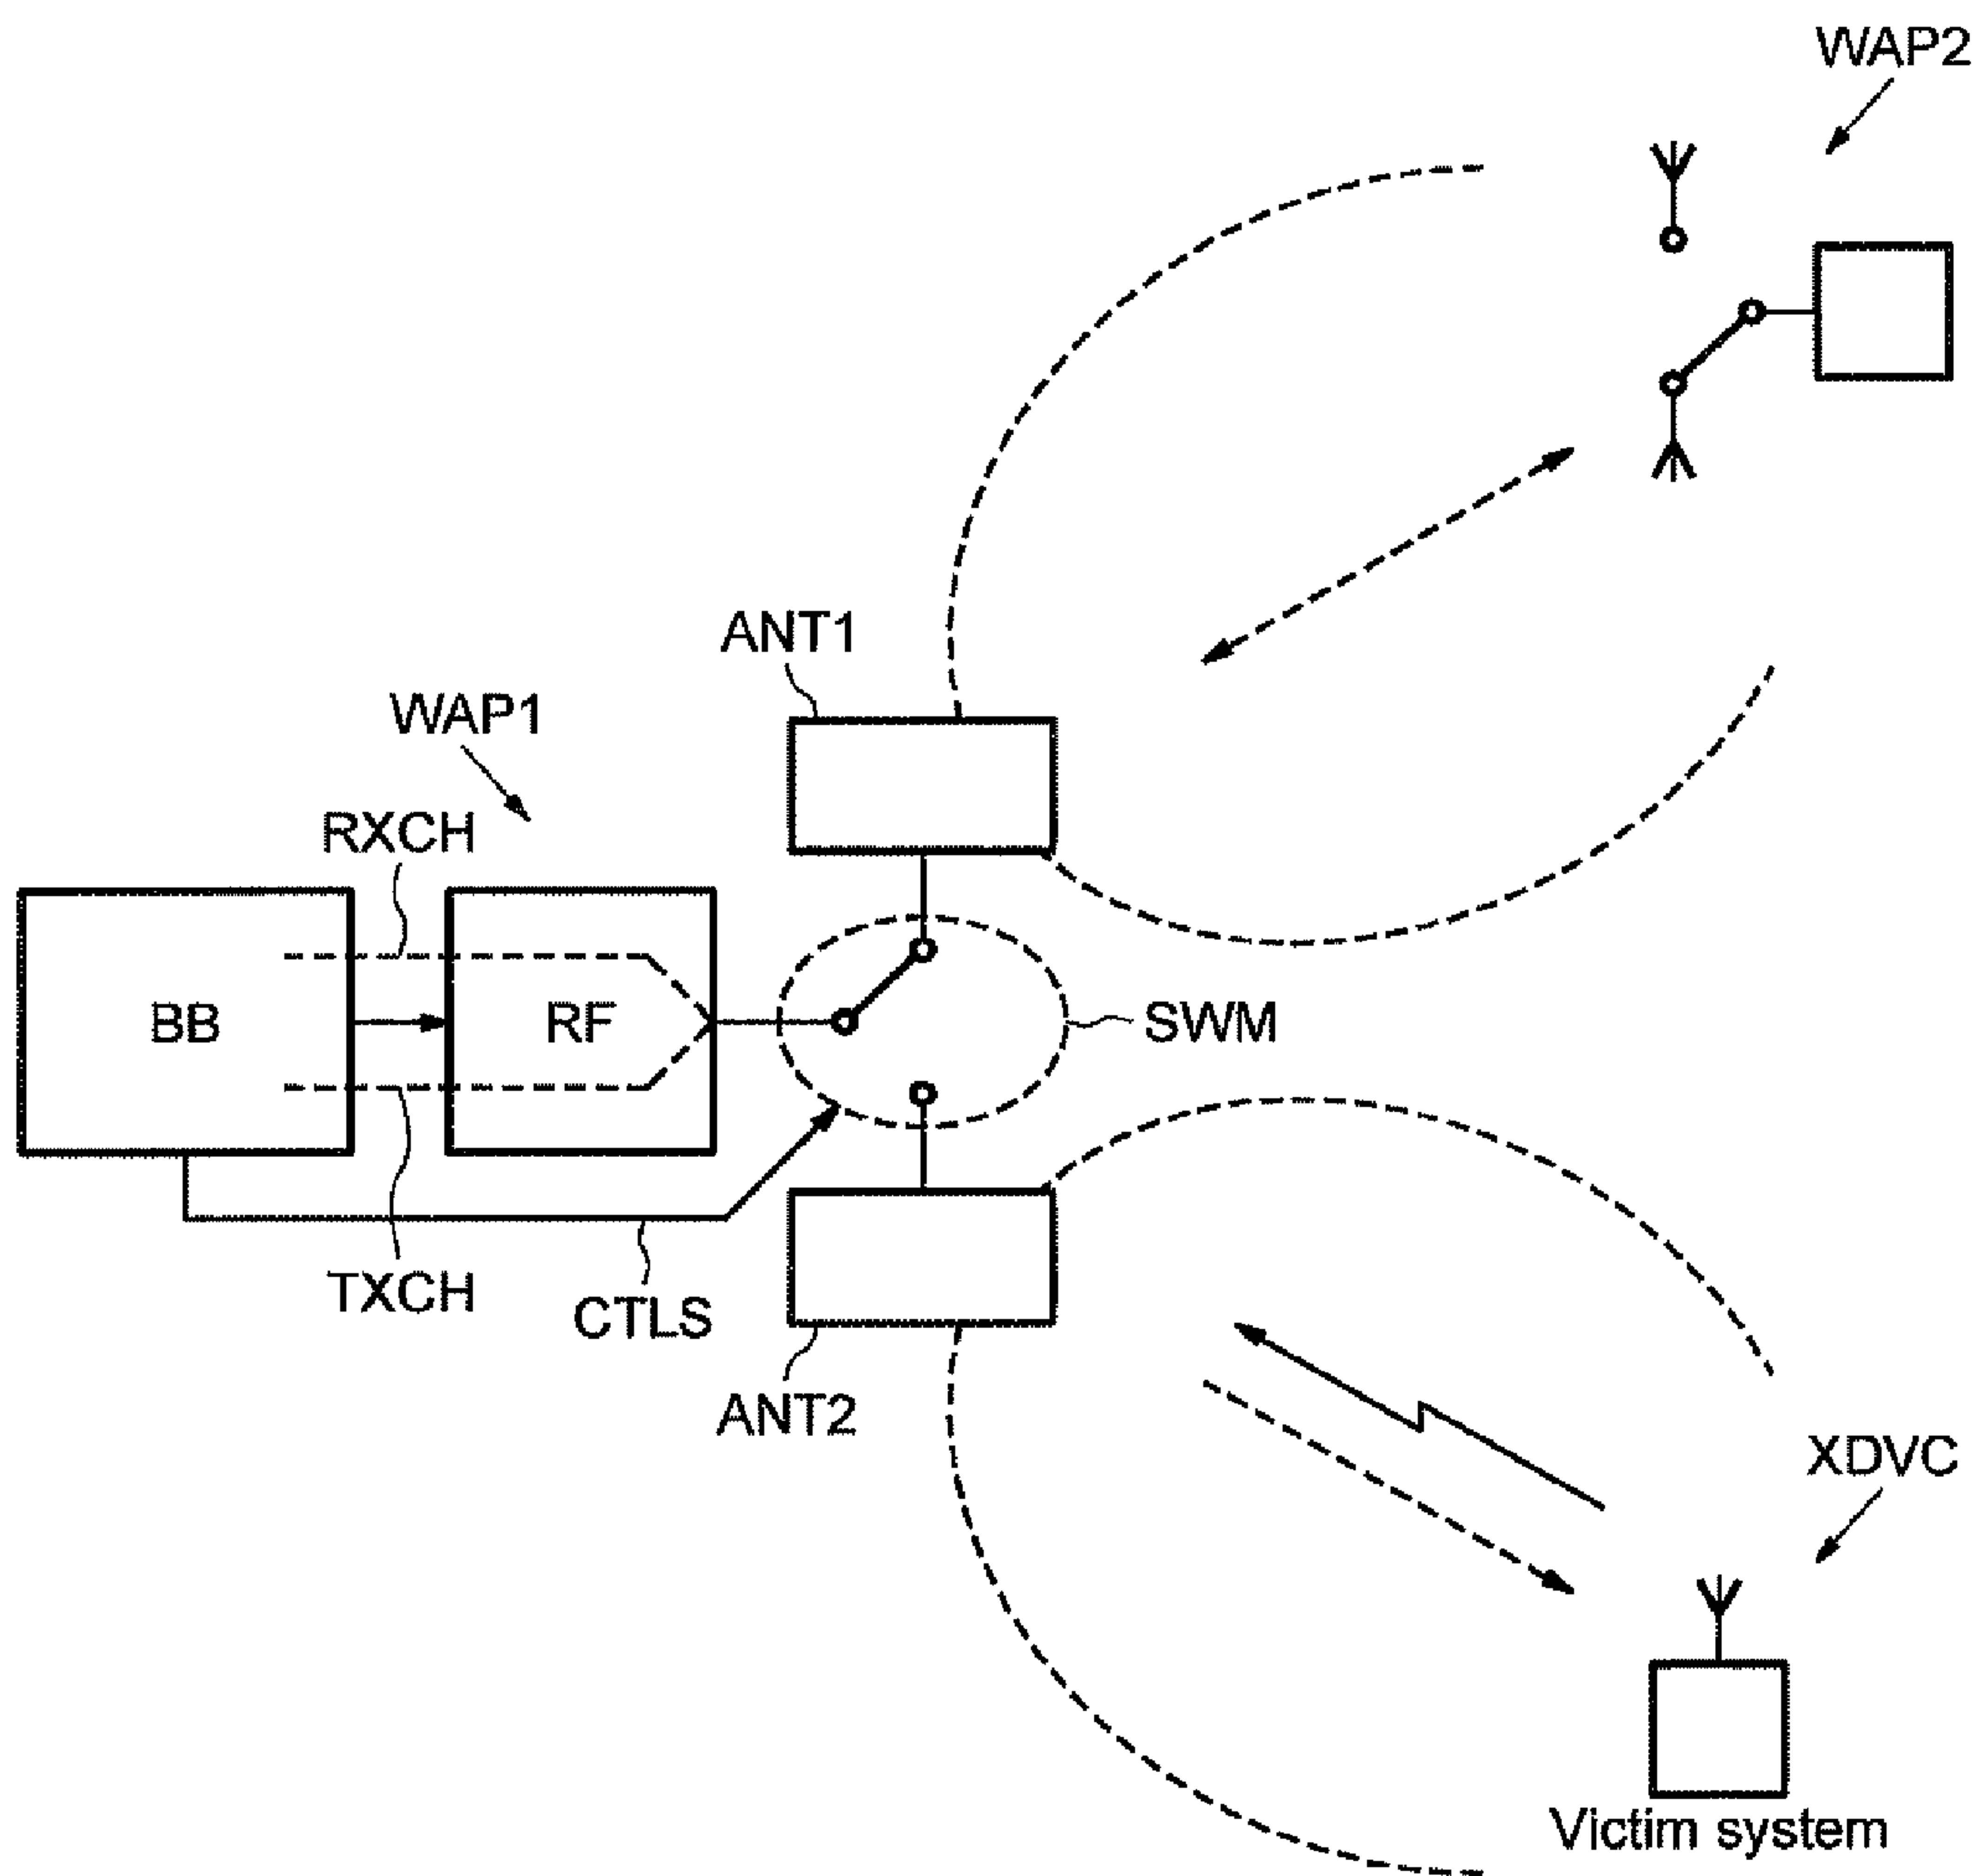 WAP2
ANT1
WAP1
RXCH
BB
RF
SWM
TXCH
CTLS
ANT2
XDVC
Victim system